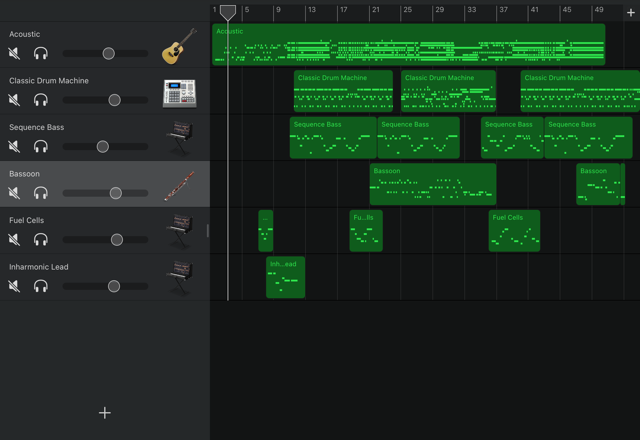 1 5 9 13 17 21 25 29 33 37 41 45 49
Acoustic
Acoustic
Classic Drum Machine
Classic Drum Machine
Classic Drum Machine
Classic Drum Machine
Sequence Bass
Sequence Bass
Sequence Bass
Sequence Bass
Sequence Bass
Bassoon
Bassoon
Bassoon
Fuel Cells
...
Fu...lls
Fuel Cells
Inharmonic Lead
Inh...ead